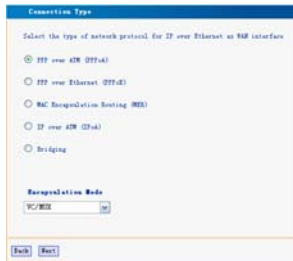 Connection Type
Select the type of network protocol for IP over Ethernet as WAN interface
PPP over ATM (PPPoA)
PPP over Ethernet (PPPoE)
MAC Encapsulation Routing (MER)
IP over ATM (IPoA)
Bridging
Encapsulation Mode
VC/MUX
Back Next